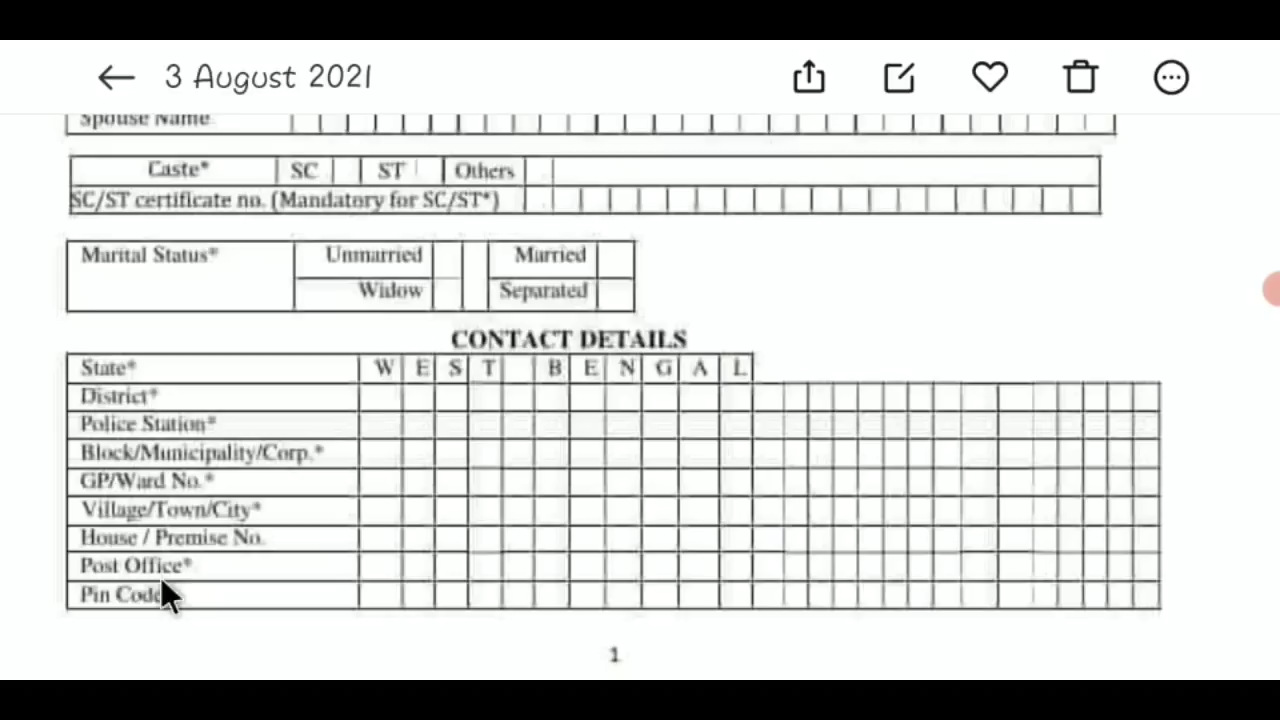 3 August 2021
Spouse Name
Caste* SC ST Others
SC/ST certificate no. (Mandatory for SC/ST*)
Marital Status* Unmarried Married
Widow Separated
CONTACT DETAILS
State* W E S T B E N G A L
District*
Police Station*
Block/Municipality/Corp.*
GP/Ward No.*
Village/Town/City*
House / Premise No.
Post Office*
Pin Code
1